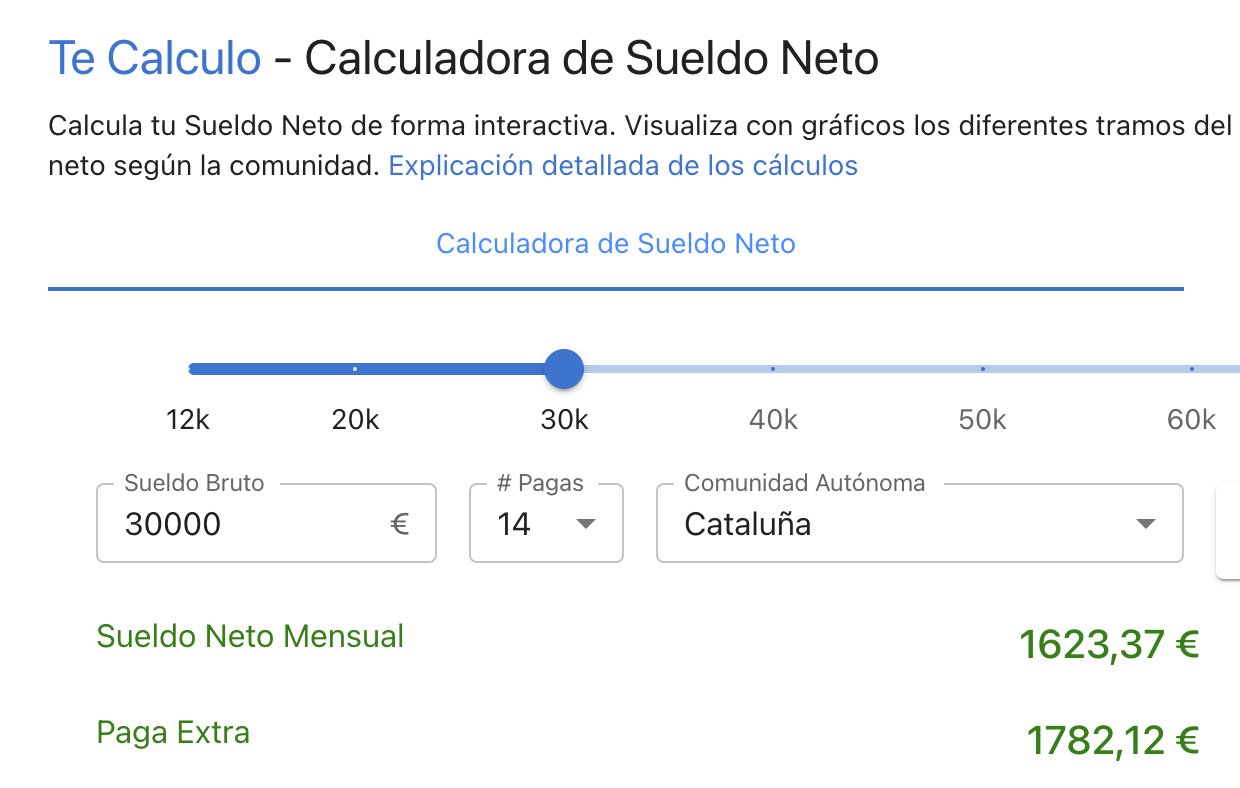 Te Calculo - Calculadora de Sueldo Neto
Calcula tu Sueldo Neto de forma interactiva. Visualiza con gráficos los diferentes tramos del
neto según la comunidad. Explicación detallada de los cálculos
Calculadora de Sueldo Neto
12k 20k 30k 40k 50k 60k
Sueldo Bruto # Pagas Comunidad Autónoma
30000 € 14 Cataluña
Sueldo Neto Mensual 1623,37 €
Paga Extra 1782,12 €